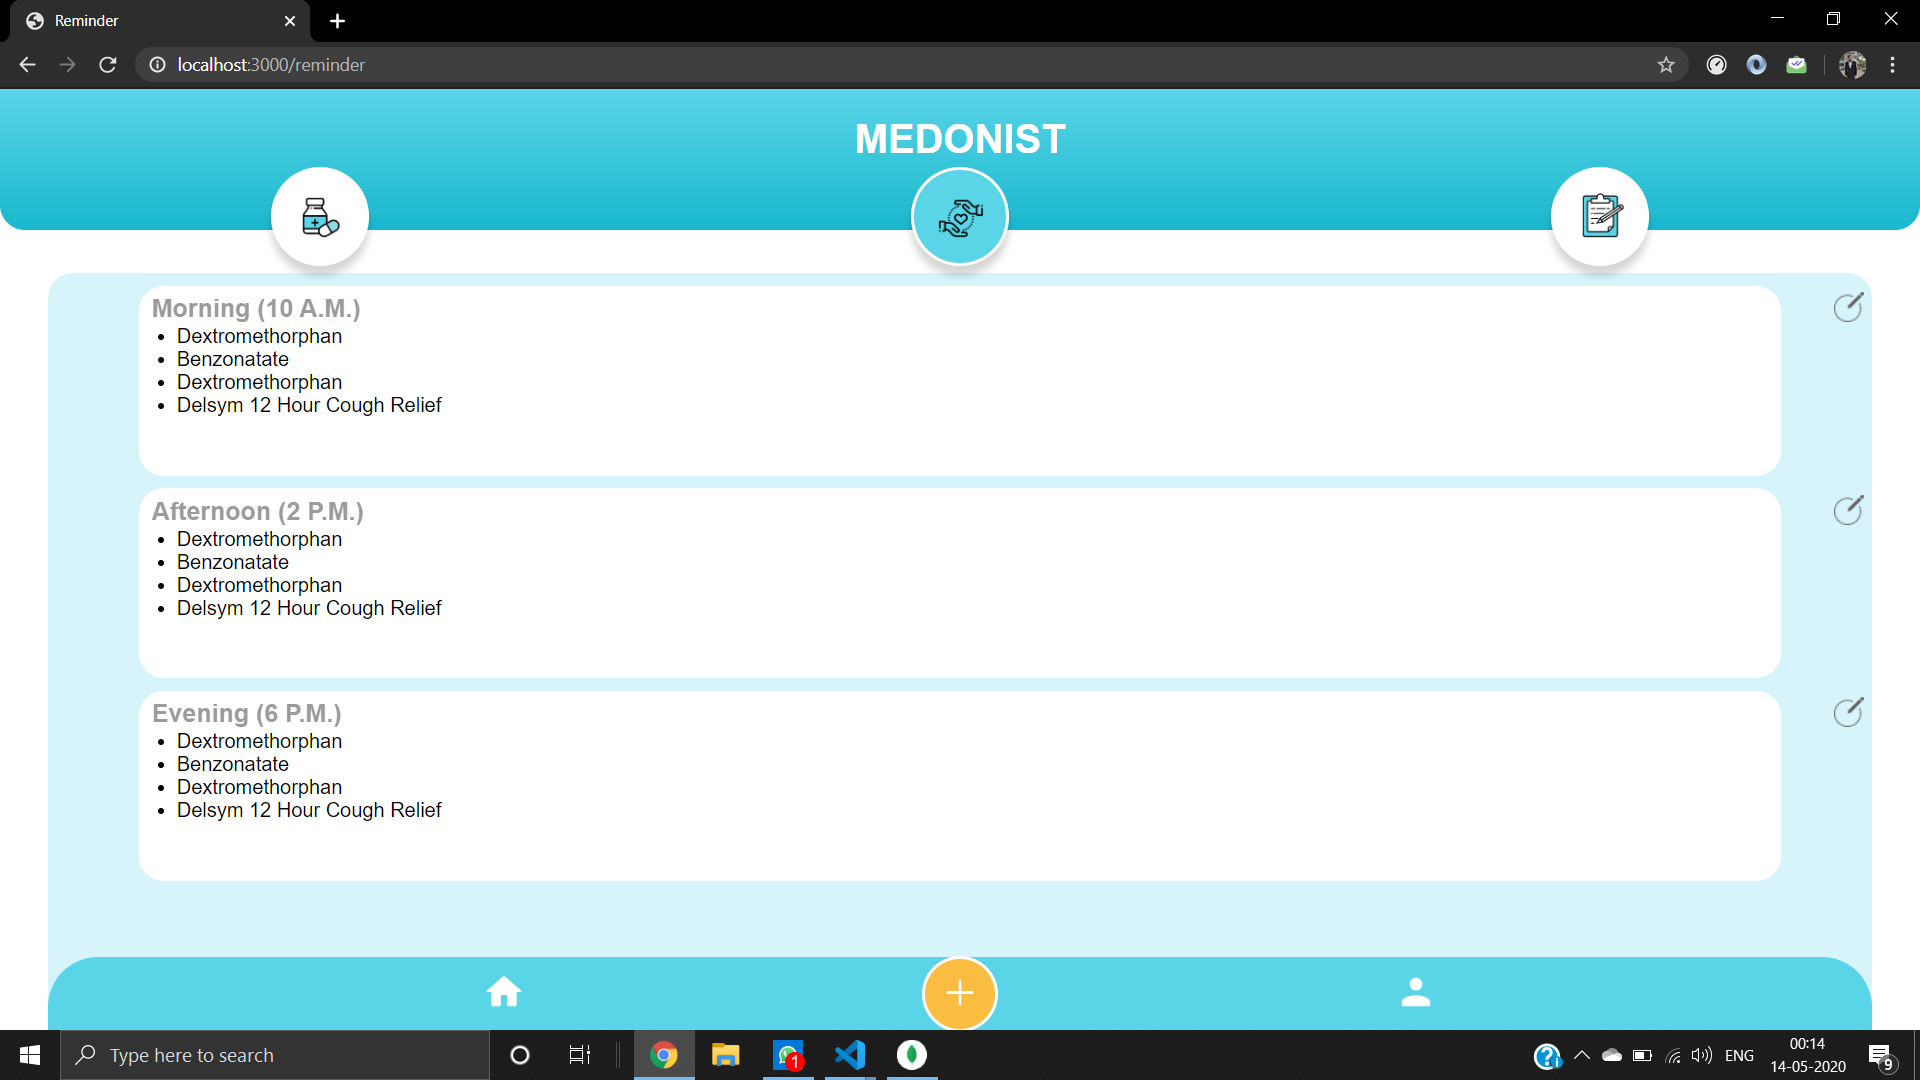 Reminder
localhost:3000/reminder
MEDONIST
Morning (10 A.M.)
• Dextromethorphan
• Benzonatate
• Dextromethorphan
• Delsym 12 Hour Cough Relief
Afternoon (2 P.M.)
• Dextromethorphan
• Benzonatate
• Dextromethorphan
• Delsym 12 Hour Cough Relief
Evening (6 P.M.)
• Dextromethorphan
• Benzonatate
• Dextromethorphan
• Delsym 12 Hour Cough Relief
Type here to search
1
ENG
00:14
14-05-2020
9